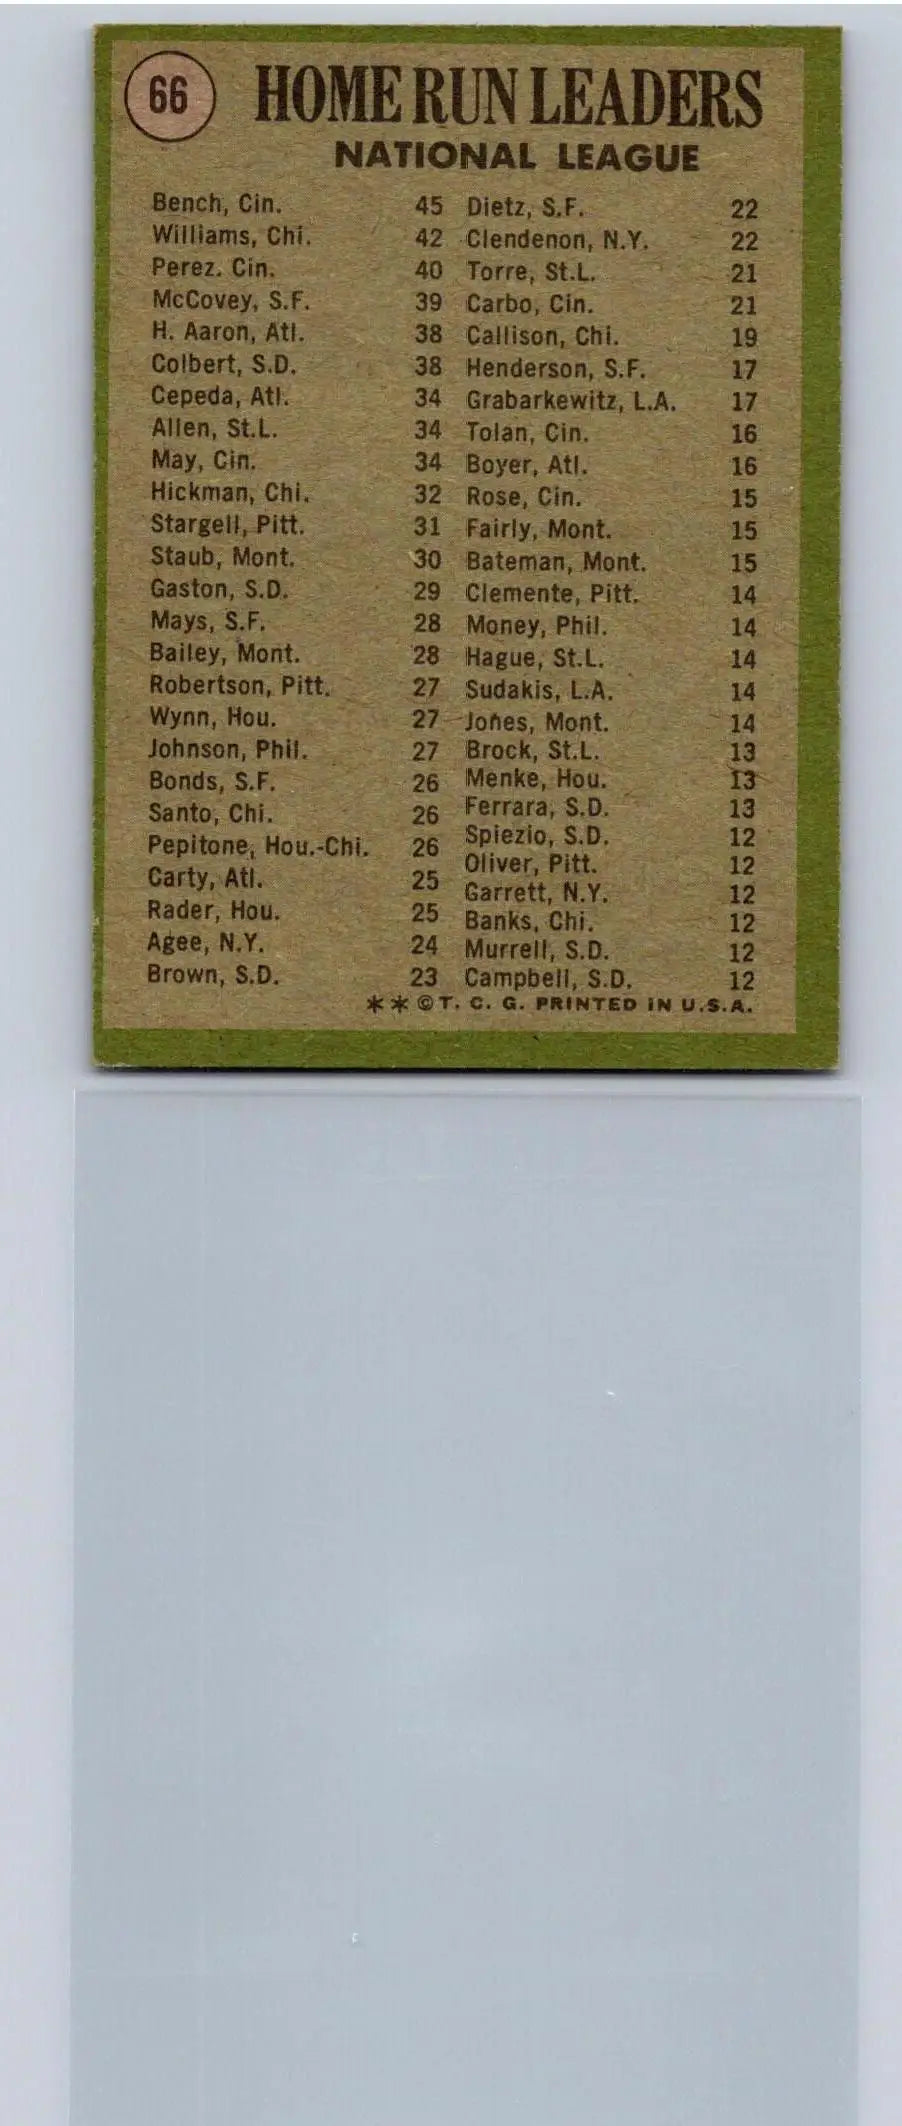 66
HOME RUN LEADERS
NATIONAL LEAGUE
Bench, Cin. 45
Williams, Chi. 42
Perez. Cin. 40
McCovey, S.F. 39
H. Aaron, Atl. 38
Colbert, S.D. 38
Cepeda, Atl. 34
Allen, St.L. 34
May, Cin. 34
Hickman, Chi. 32
Stargell, Pitt. 31
Staub, Mont. 30
Gaston, S.D. 29
Mays, S.F. 28
Bailey, Mont. 28
Robertson, Pitt. 27
Wynn, Hou. 27
Johnson, Phil. 27
Bonds, S.F. 26
Santo, Chi. 26
Pepitone, Hou.-Chi. 26
Carty, Atl. 25
Rader, Hou. 25
Agee, N.Y. 24
Brown, S.D. 23
Dietz, S.F. 22
Clendenon, N.Y. 22
Torre, St.L. 21
Carbo, Cin. 21
Callison, Chi. 19
Henderson, S.F. 17
Grabarkewitz, L.A. 17
Tolan, Cin. 16
Boyer, Atl. 16
Rose, Cin. 15
Fairly, Mont. 15
Bateman, Mont. 15
Clemente, Pitt. 14
Money, Phil. 14
Hague, St.L. 14
Sudakis, L.A. 14
Jones, Mont. 14
Brock, St.L. 13
Menke, Hou. 13
Ferrara, S.D. 13
Spiezio, S.D. 12
Oliver, Pitt. 12
Garrett, N.Y. 12
Banks, Chi. 12
Murrell, S.D. 12
Campbell, S.D. 12
** © T. C. G. PRINTED IN U.S.A.